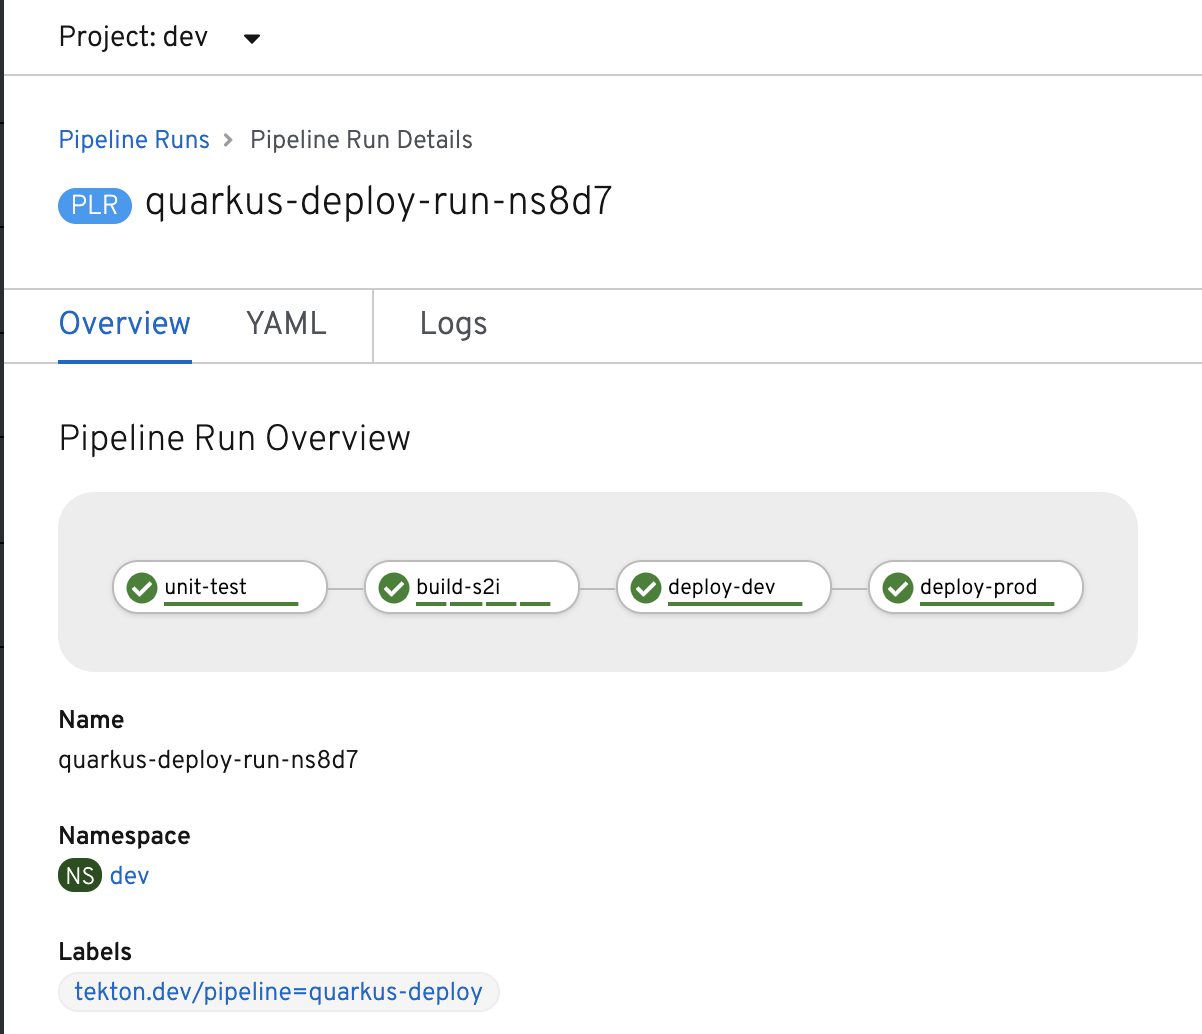 Project: dev
Pipeline Runs > Pipeline Run Details
PLR quarkus-deploy-run-ns8d7
Overview YAML Logs
Pipeline Run Overview
unit-test build-s2i deploy-dev deploy-prod
Name
quarkus-deploy-run-ns8d7
Namespace
NS dev
Labels
tekton.dev/pipeline=quarkus-deploy